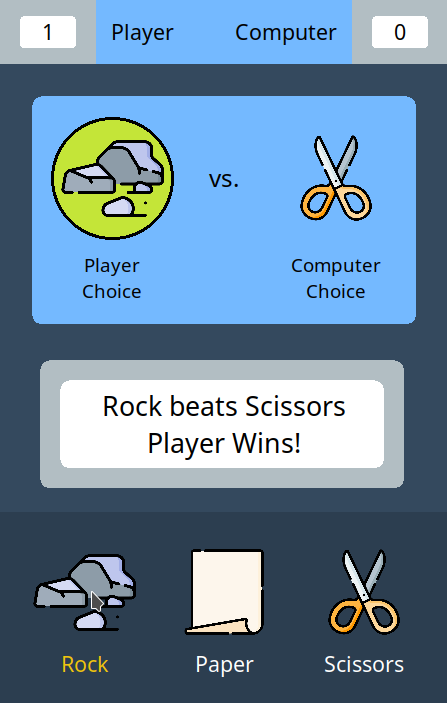 1 Player Computer 0
vs.
Player Computer
Choice Choice
Rock beats Scissors
Player Wins!
Rock Paper Scissors